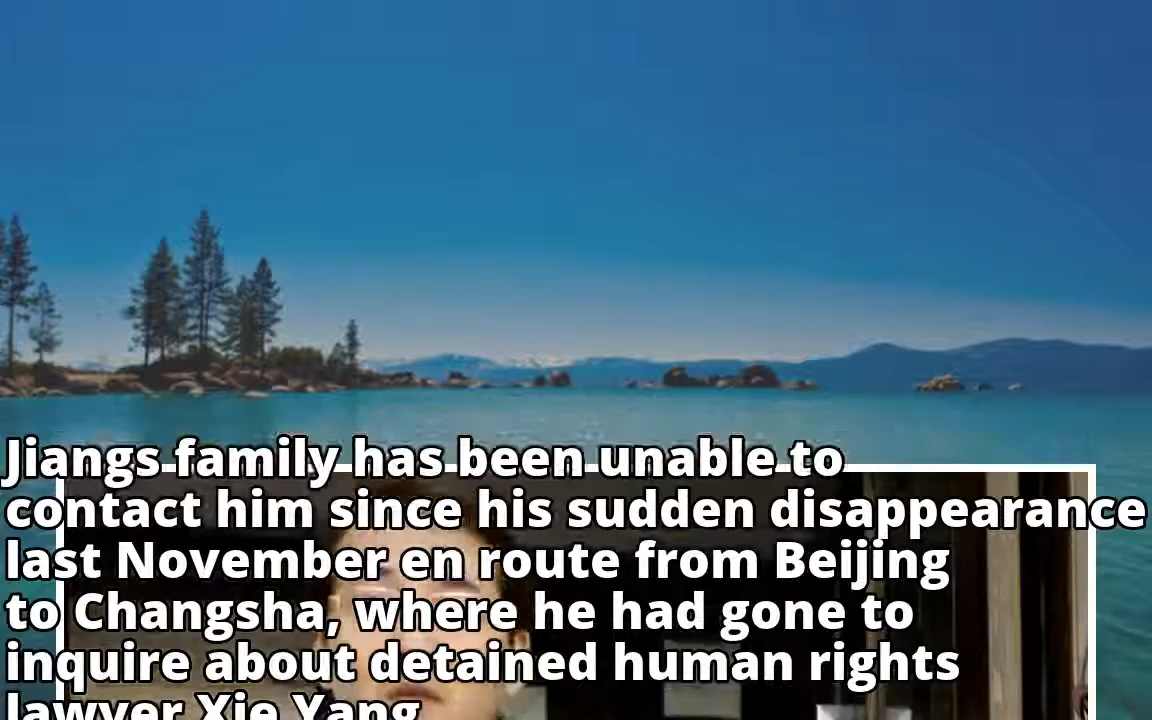 Jiangs family has been unable to
contact him since his sudden disappearance
last November en route from Beijing
to Changsha, where he had gone to
inquire about detained human rights
lawyer Xie Yang